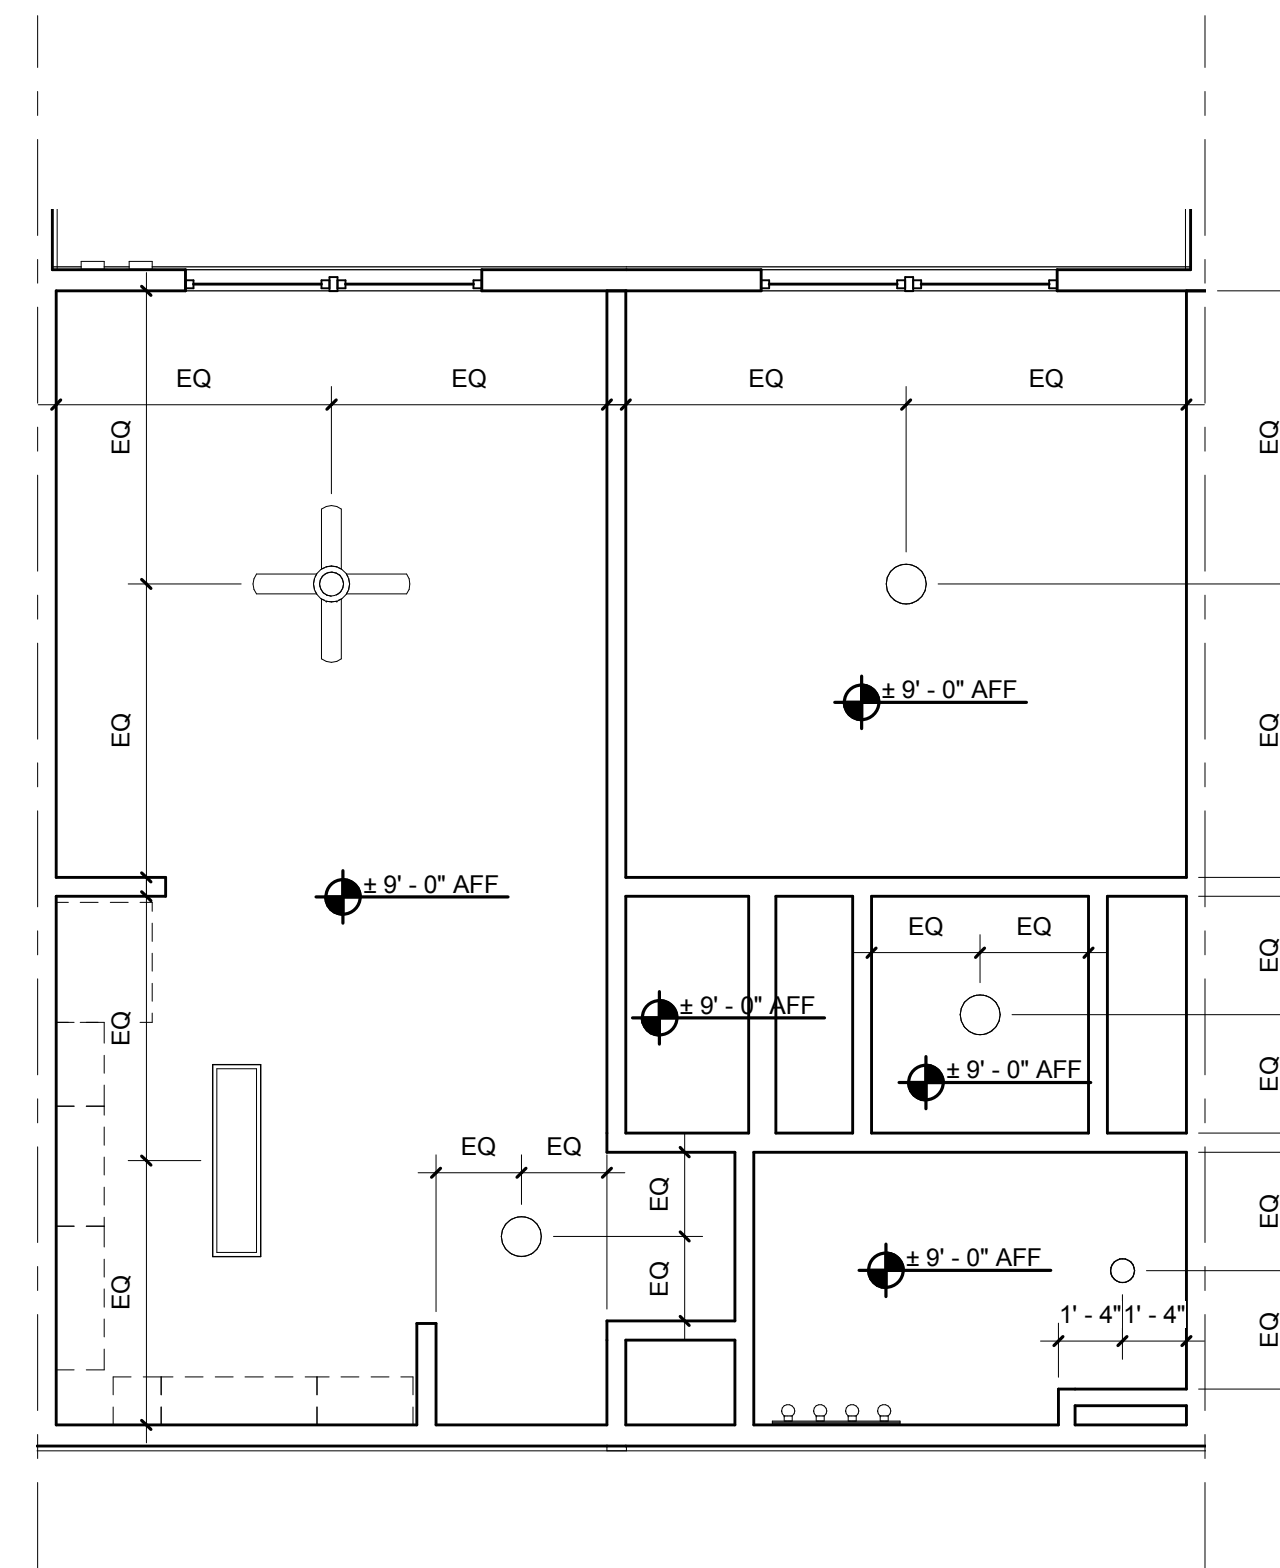 EQ
EQ
EQ
EQ
EQ
EQ
± 9' - 0" AFF
EQ
EQ
± 9' - 0" AFF
EQ
EQ
EQ
± 9' - 0" AFF
EQ
± 9' - 0" AFF
EQ
EQ
EQ
EQ
EQ
± 9' - 0" AFF
EQ
EQ
1' - 4"
1' - 4"
EQ